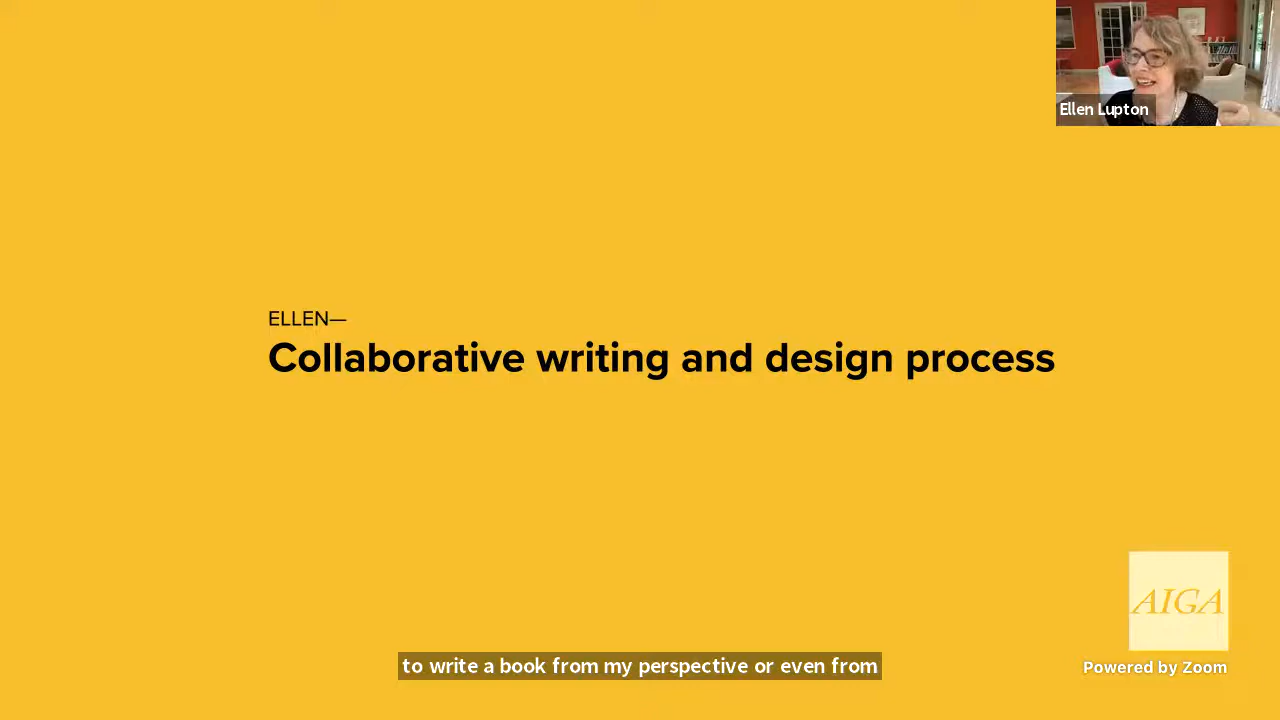 Ellen Lupton
ELLEN—
Collaborative writing and design process
AIGA
to write a book from my perspective or even from
Powered by Zoom